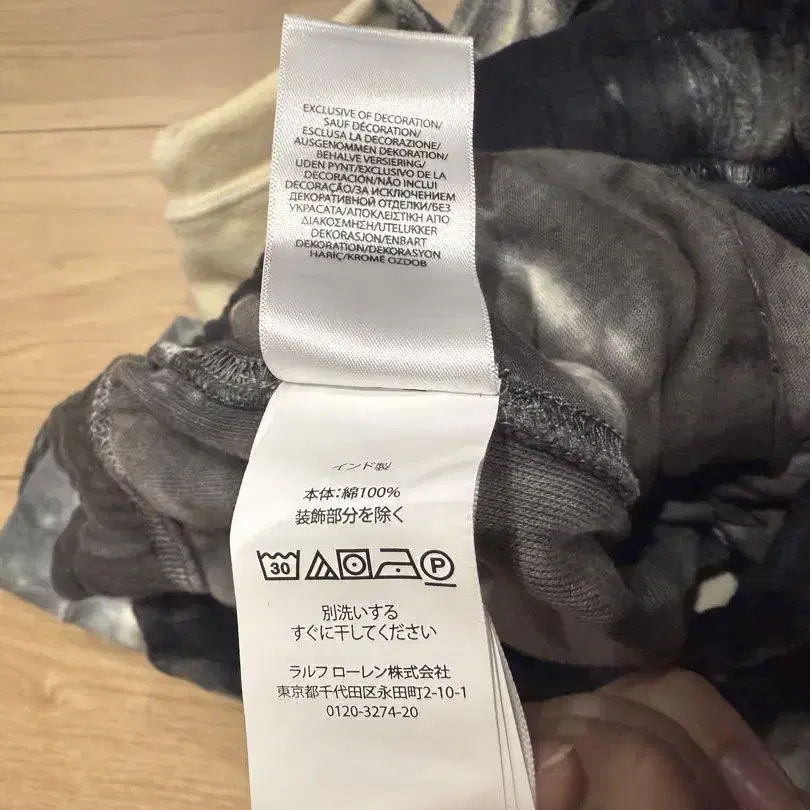 EXCLUSIVE OF DECORATION/
SAUF DÉCORATION/
ESCLUSA LA DECORAZIONE/
AUSGENOMMEN DEKORATION/
BEHALVE VERSIERING/
UDEN PYNT/EXCLUSIVO DE LA
DECORACIÓN/NÃO INCLUI
DECORAÇÃO/ЗА ИСКЛЮЧЕНИЕМ
ДЕКОРАТИВНОЙ ОТДЕЛКИ/БЕЗ
УКРАСАТА/ΑΠΟΚΛΕΙΣΤΙΚΗ ΑΠΟ
ΔΙΑΚΟΣΜΗΣΗ/UTELUKKER
DEKORASJON/ENBART
DEKORATION/DEKORASYON
HARIÇ/KROMĚ OZDOB
インド製
本体:綿100%
装飾部分を除く
30 P
別洗いする
すぐに干してください
ラルフ ローレン株式会社
東京都千代田区永田町2-10-1
0120-3274-20